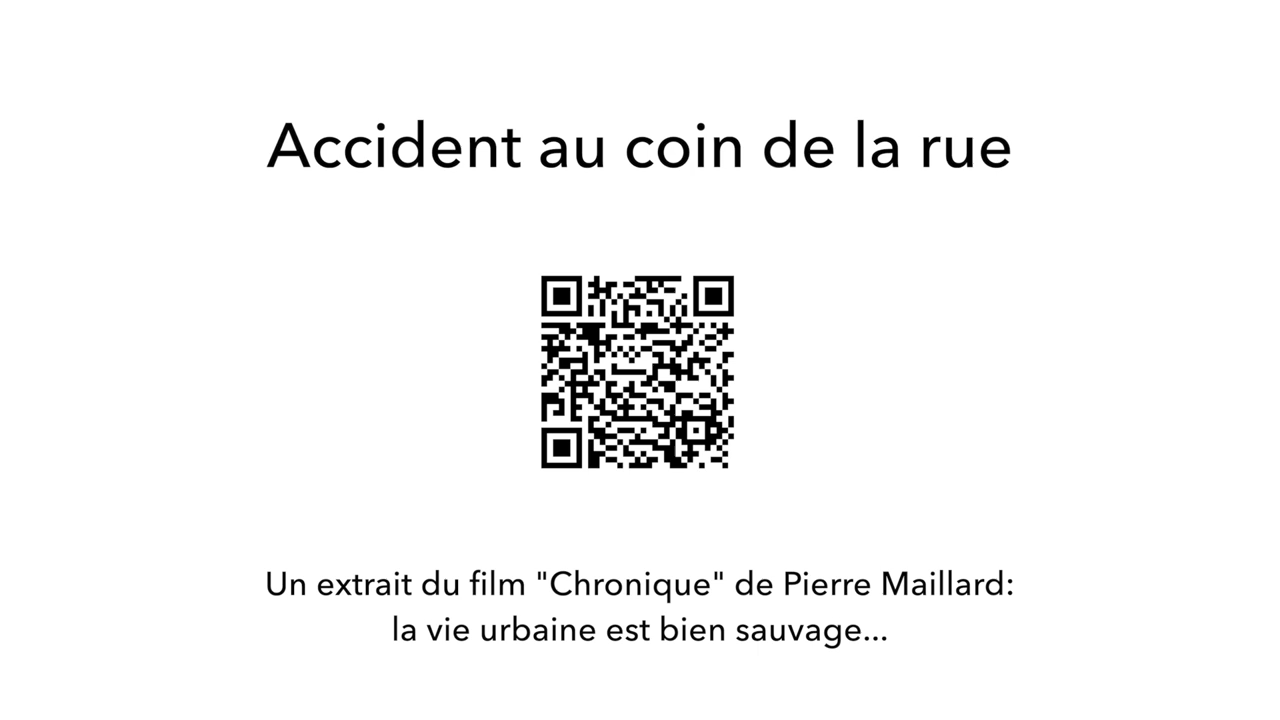 Accident au coin de la rue
Un extrait du film "Chronique" de Pierre Maillard:
la vie urbaine est bien sauvage...